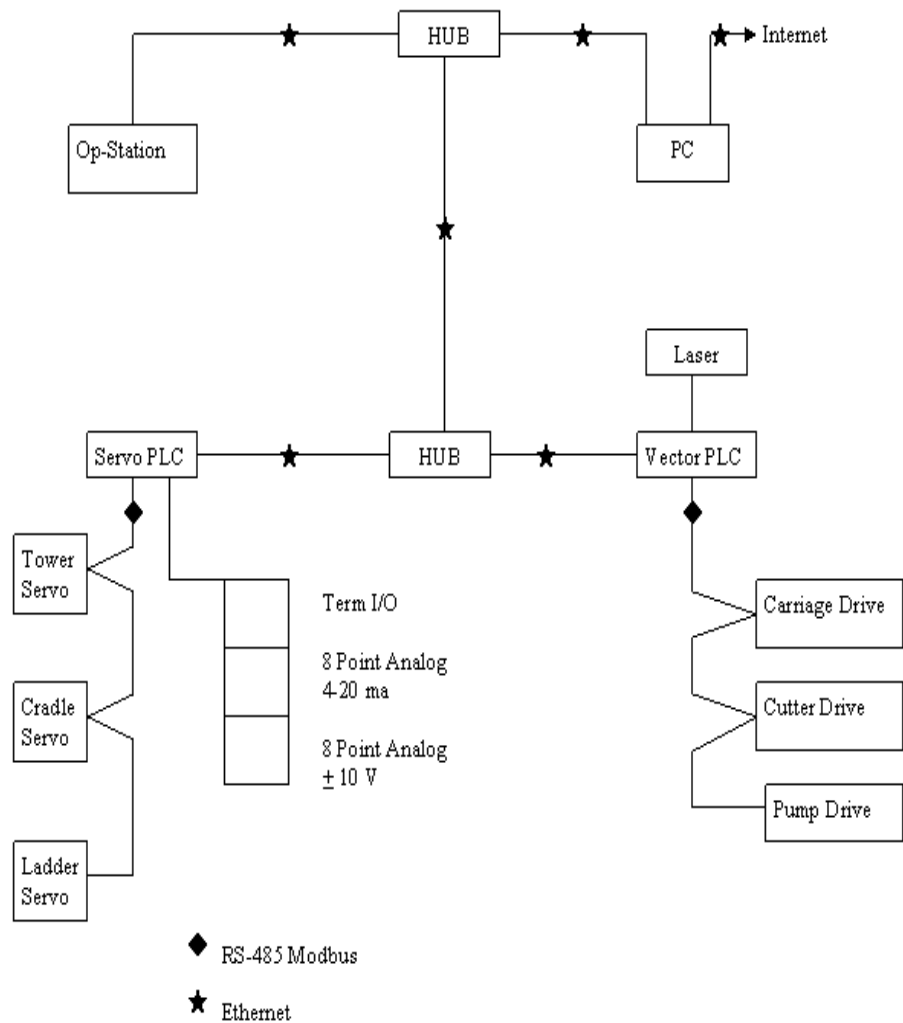 HUB
Internet
Op-Station
PC
Laser
Servo PLC
HUB
Vector PLC
Tower
Servo
Term I/O
Carriage Drive
8 Point Analog
4-20 ma
Cradle
Servo
Cutter Drive
8 Point Analog
± 10 V
Pump Drive
Ladder
Servo
RS-485 Modbus
Ethernet